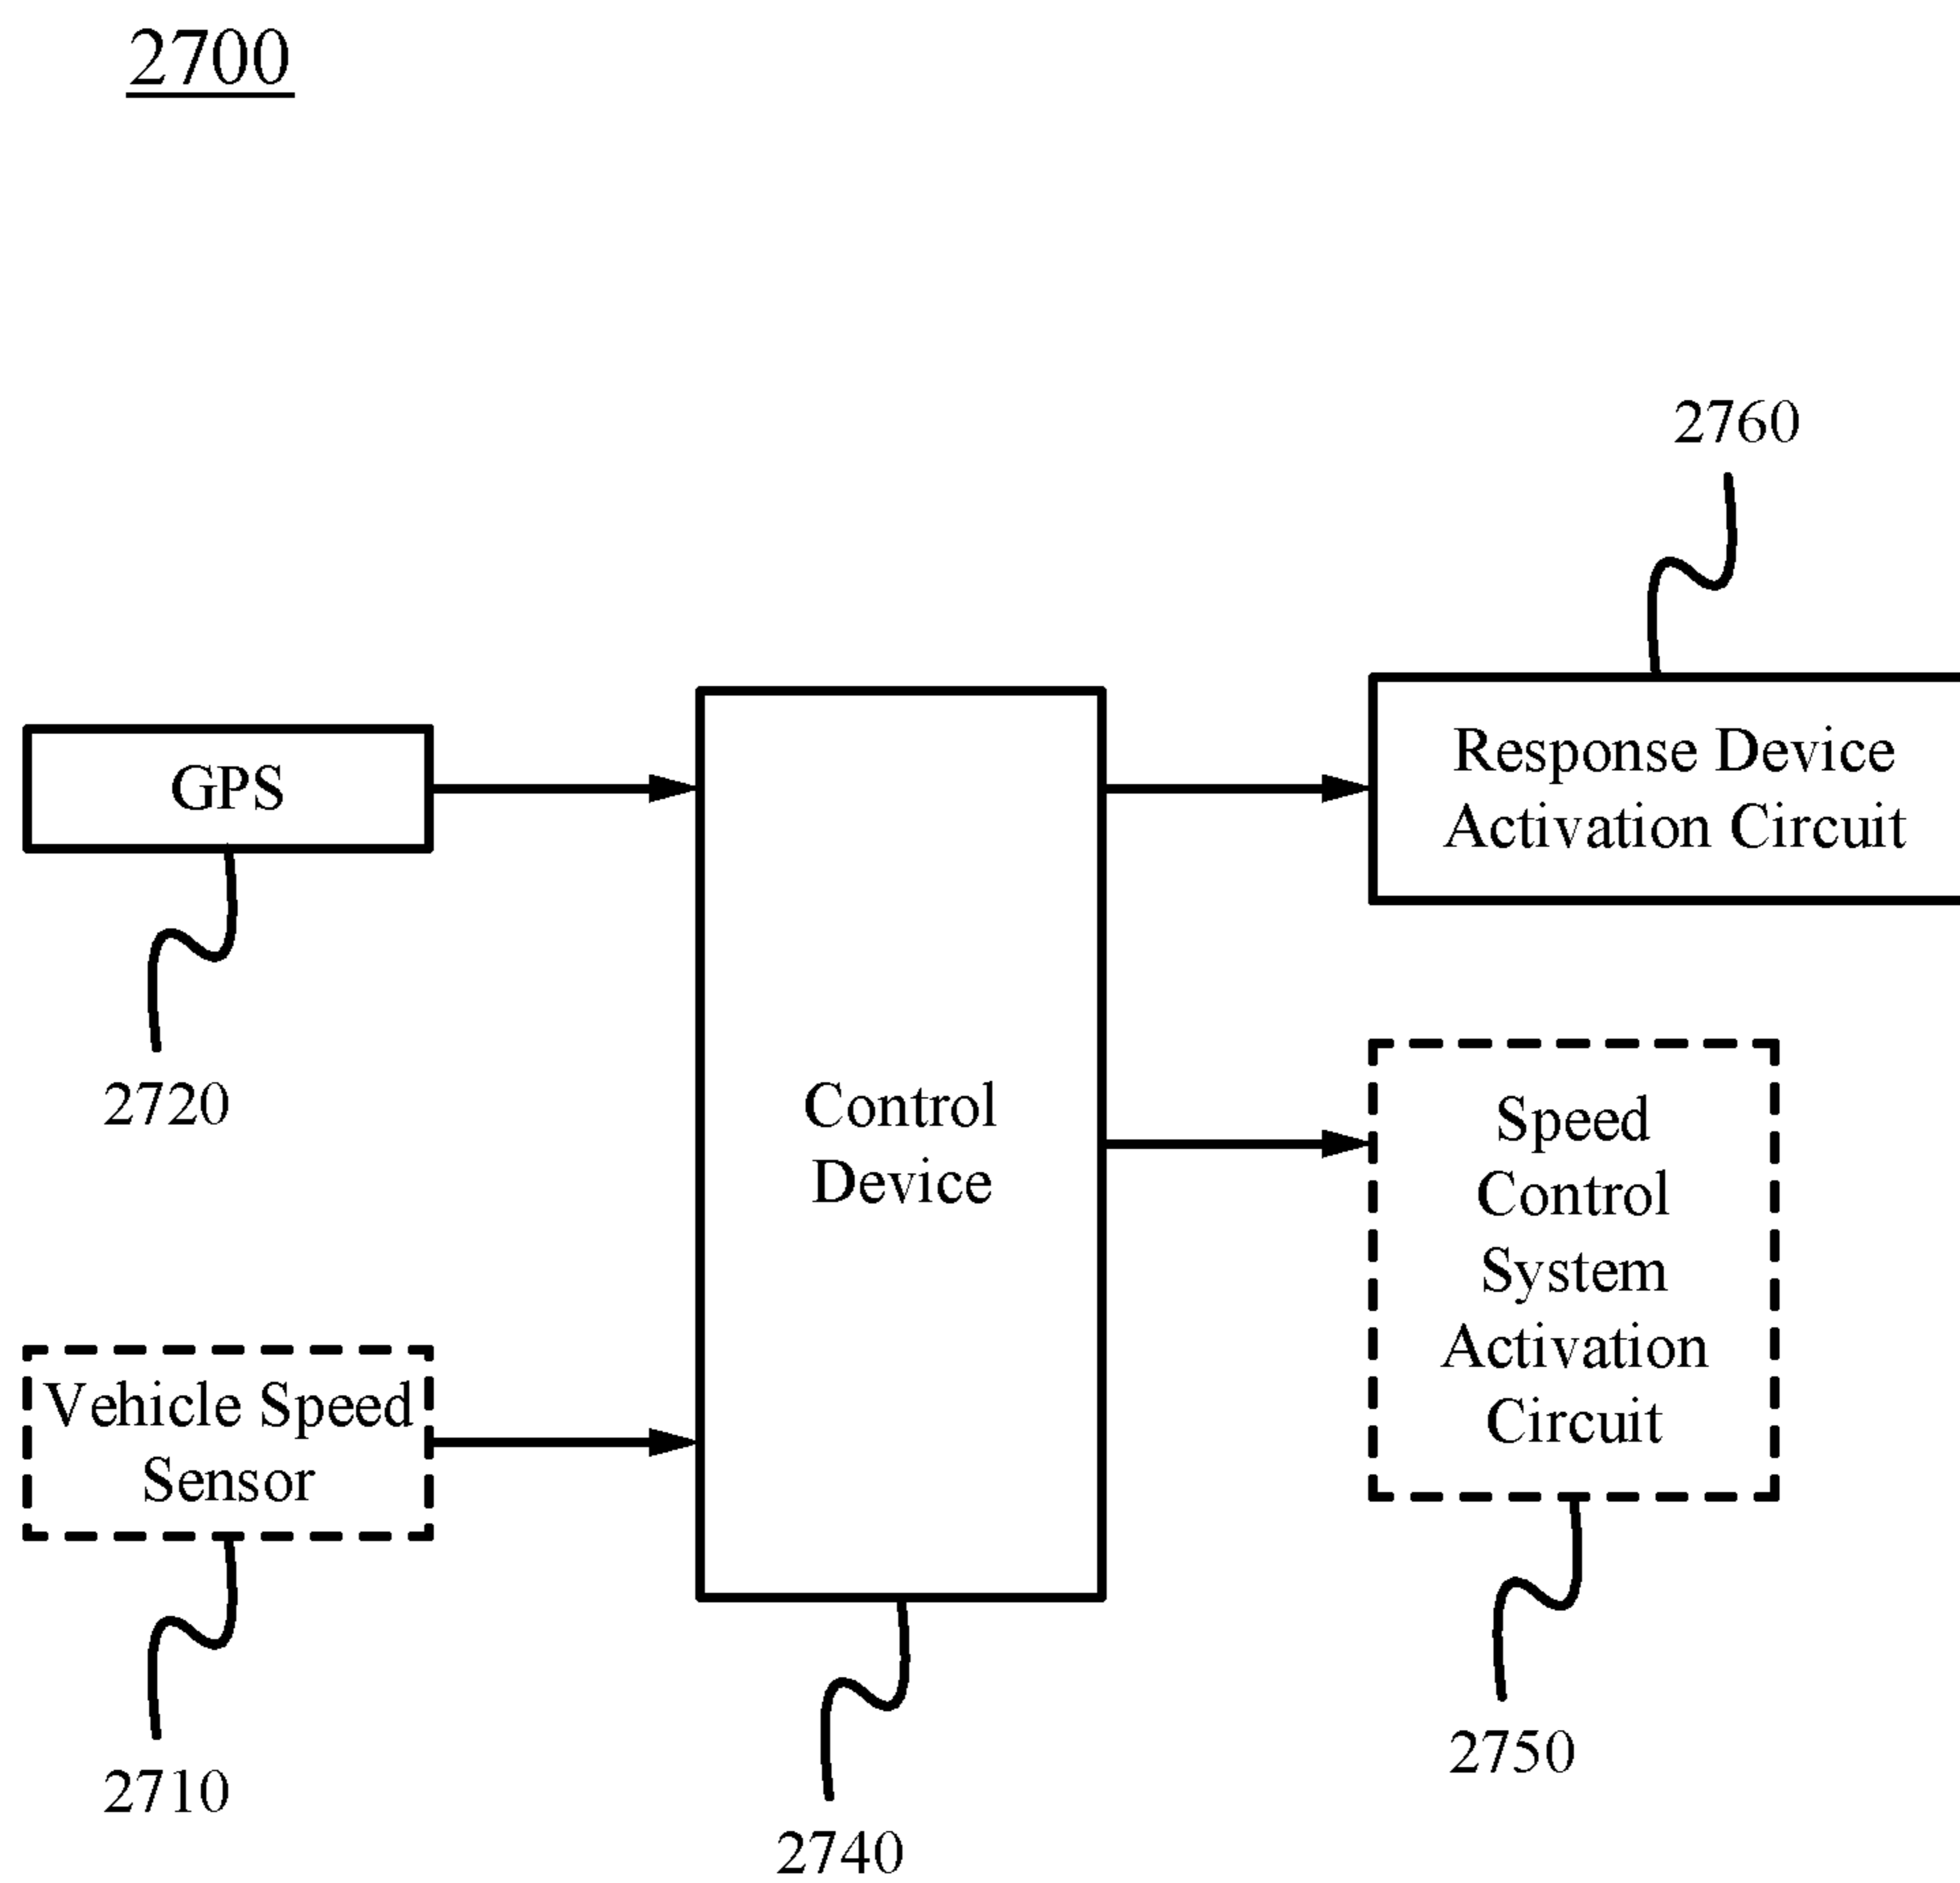 2700
2760
GPS
Response Device
Activation Circuit
2720
Control
Device
Speed
Control
System
Activation
Circuit
Vehicle Speed
Sensor
2710
2740
2750